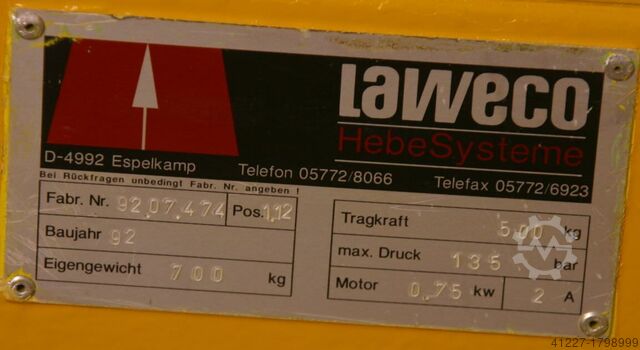 LAWECO
HebeSysteme
D-4992 Espelkamp Telefon 05772/8066 Telefax 05772/6923
Bei Rückfragen unbedingt Fabr. Nr. angeben !
Fabr. Nr. 92.07.474 Pos. 1.12
Baujahr 92
Eigengewicht 700 kg
Tragkraft 500 kg
max. Druck 135 bar
Motor 0.75 kw 2 A
41227-1798999